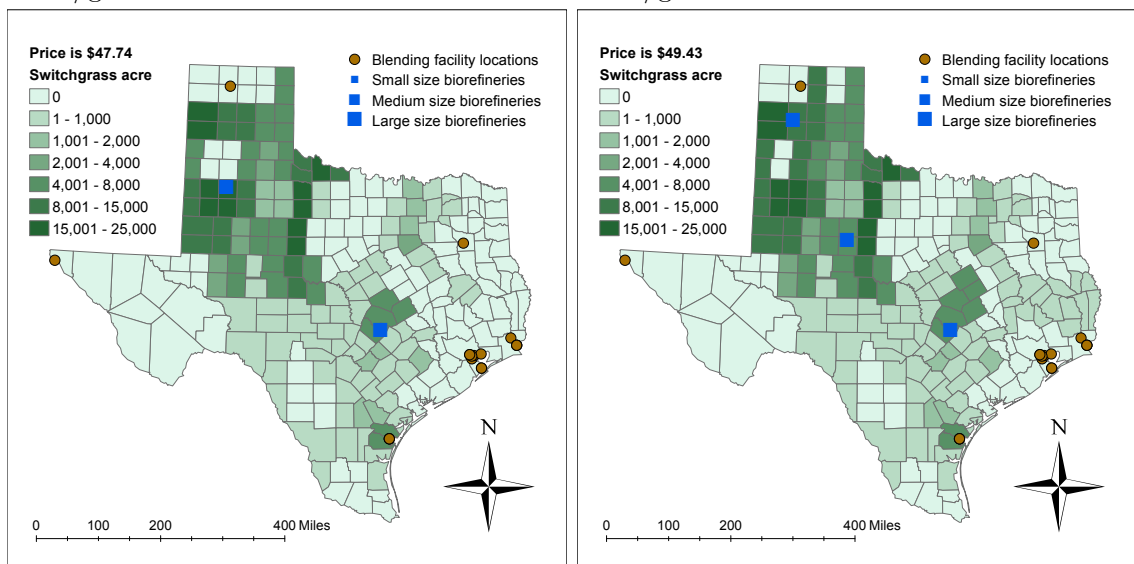 Price is $47.74
Switchgrass acre
0
1 - 1,000
1,001 - 2,000
2,001 - 4,000
4,001 - 8,000
8,001 - 15,000
15,001 - 25,000
Blending facility locations
Small size biorefineries
Medium size biorefineries
Large size biorefineries
N
0 100 200 400 Miles
Price is $49.43
Switchgrass acre
0
1 - 1,000
1,001 - 2,000
2,001 - 4,000
4,001 - 8,000
8,001 - 15,000
15,001 - 25,000
Blending facility locations
Small size biorefineries
Medium size biorefineries
Large size biorefineries
N
0 100 200 400 Miles